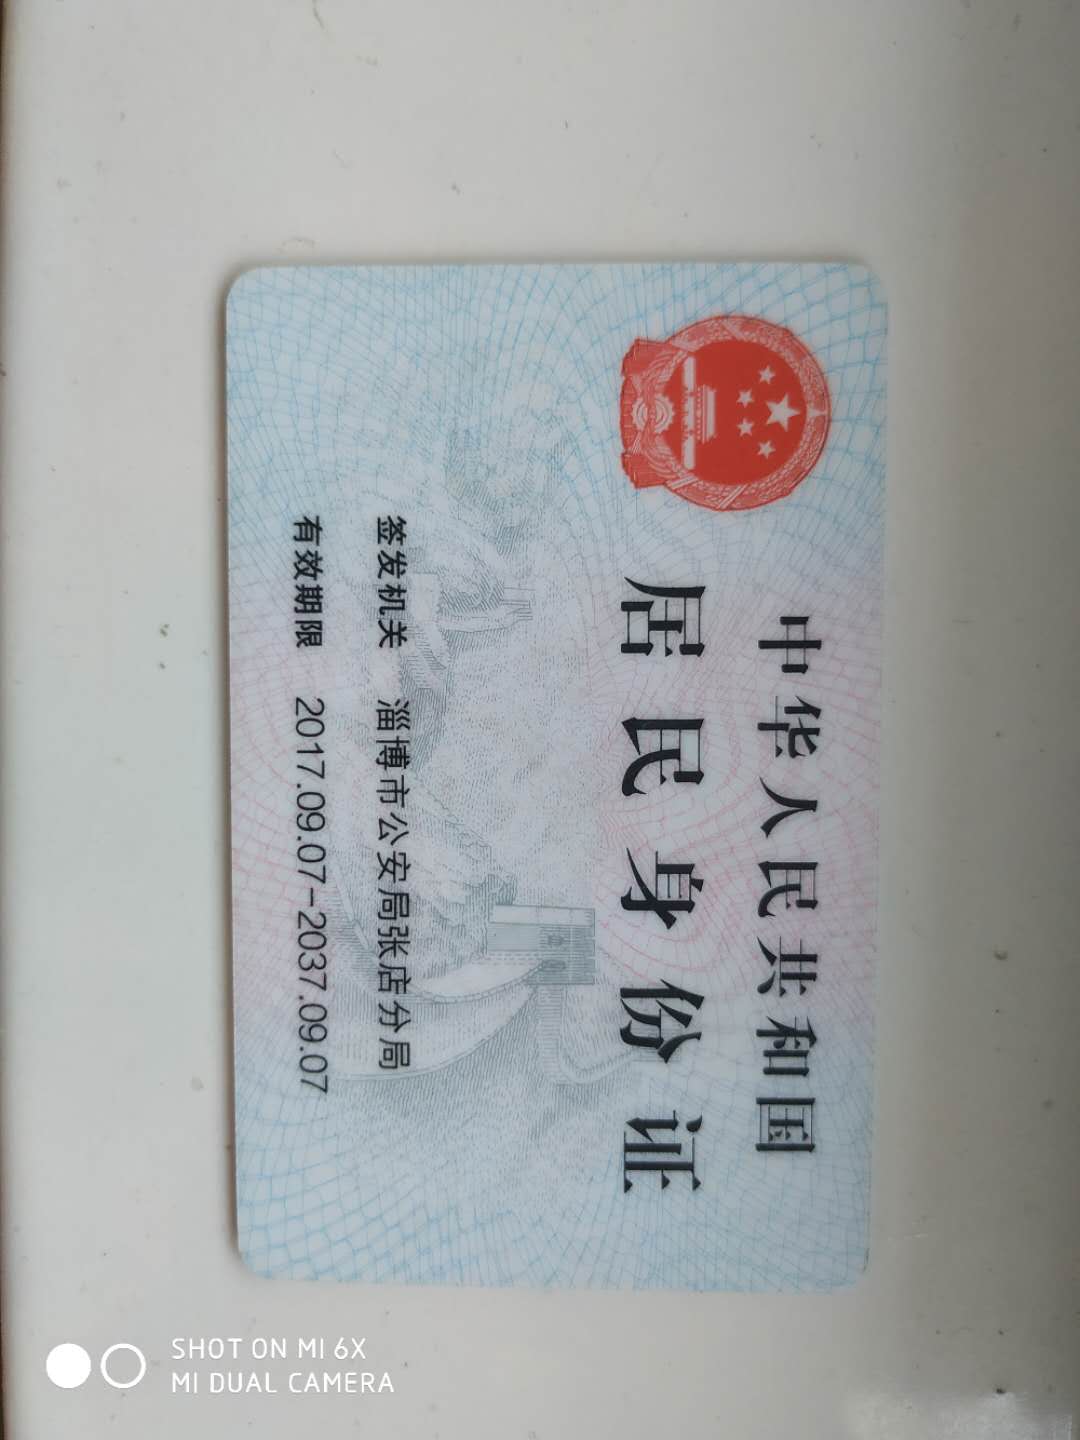 中华人民共和国
居民身份证
签发机关 淄博市公安局张店分局
有效期限 2017.09.07-2037.09.07
SHOT ON MI 6X
MI DUAL CAMERA